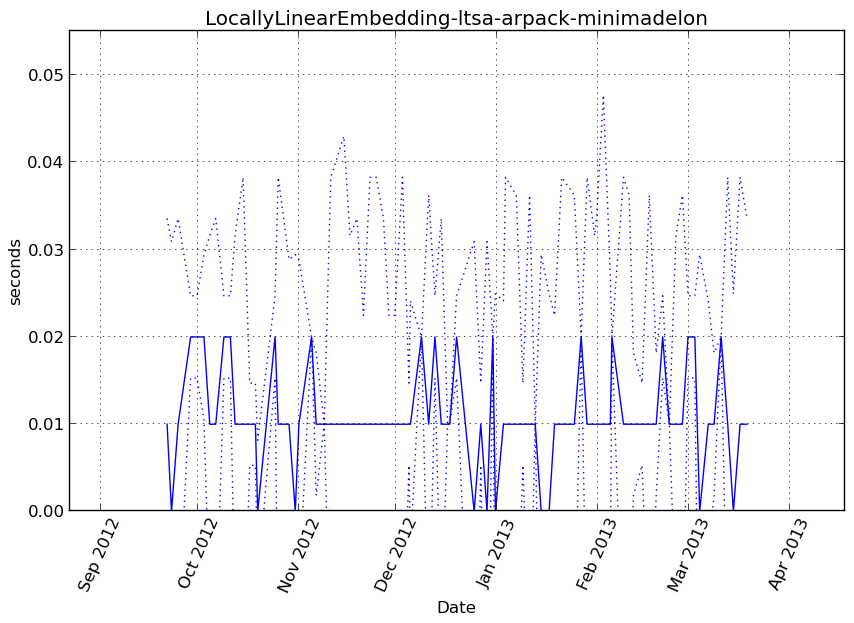 LocallyLinearEmbedding-ltsa-arpack-minimadelon
0.05
0.04
0.03
0.02
0.01
0.00
seconds
Sep 2012
Oct 2012
Nov 2012
Dec 2012
Jan 2013
Feb 2013
Mar 2013
Apr 2013
Date